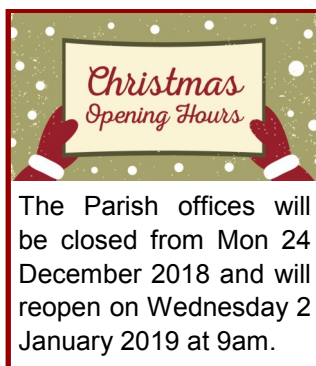 Christmas
Opening Hours
The Parish offices will
be closed from Mon 24
December 2018 and will
reopen on Wednesday 2
January 2019 at 9am.